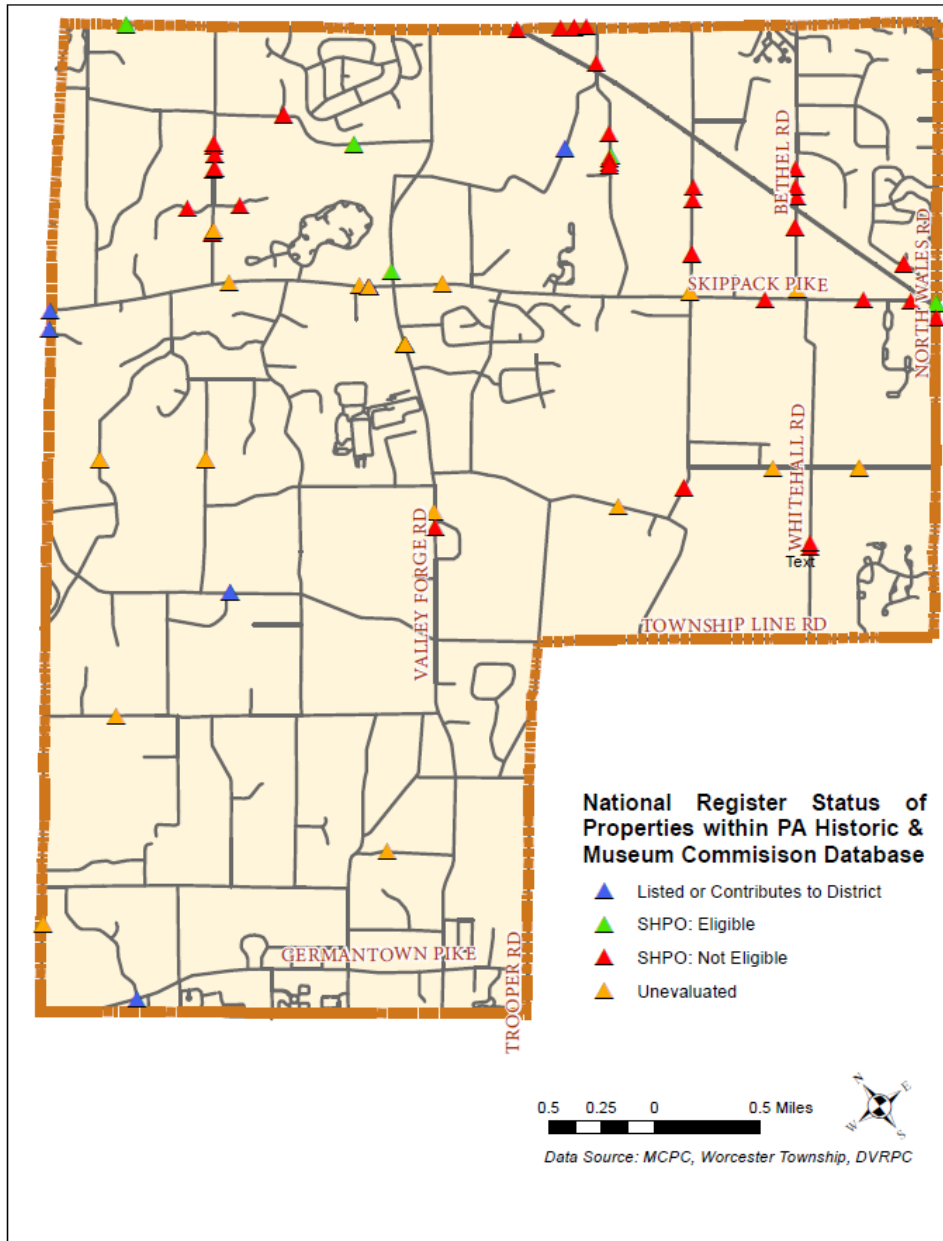 BETHEL RD
NORTH WALES RD
SKIPPACK PIKE
WHITEHALL RD
VALLEY FORGE RD
Text
TOWNSHIP LINE RD
National Register Status of
Properties within PA Historic &
Museum Commisison Database
Listed or Contributes to District
SHPO: Eligible
SHPO: Not Eligible
Unevaluated
GERMANTOWN PIKE
TROOPER RD
N
E
W
S
0.5 0.25 0 0.5 Miles
Data Source: MCPC, Worcester Township, DVRPC